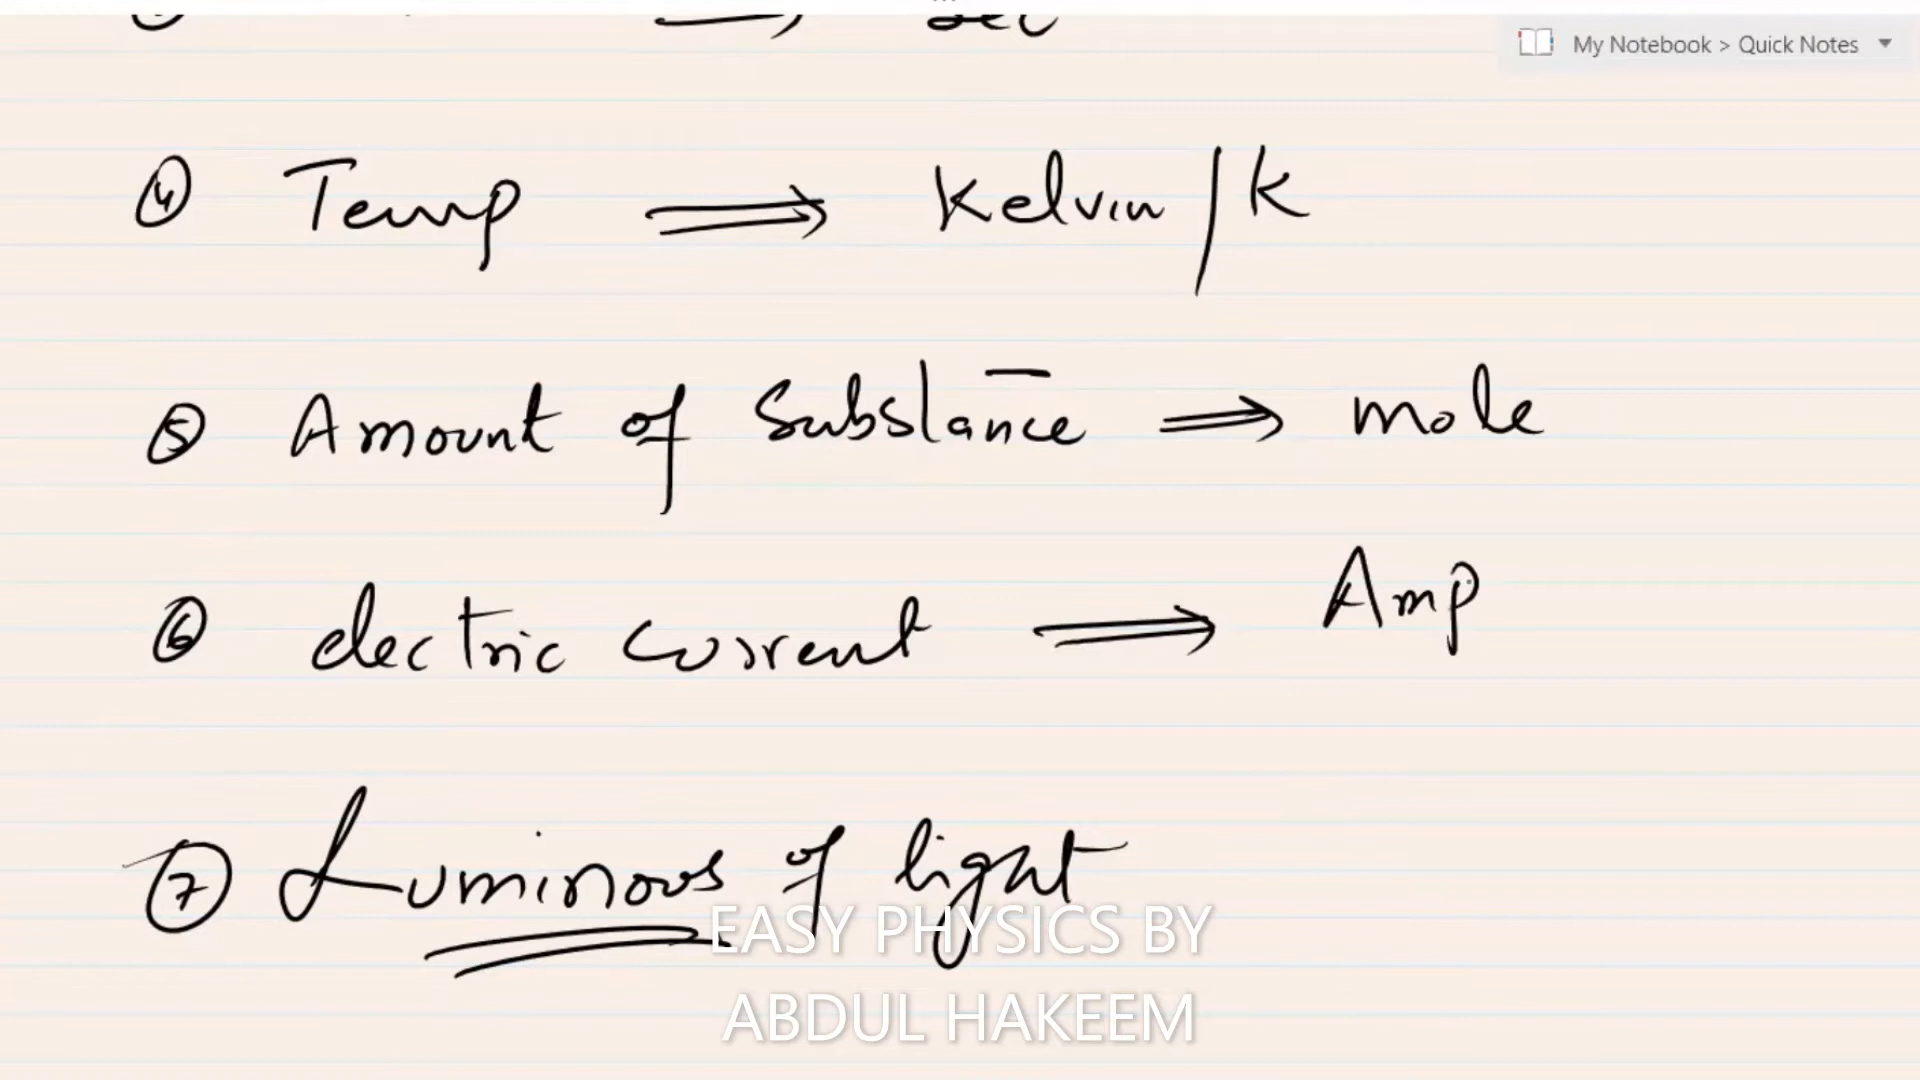 ⟹ Sec
My Notebook > Quick Notes
④ Temp ⟹ Kelvin / K
⑤ Amount of Substance ⟹ mole
⑥ electric current ⟹ Amp
⑦ Luminous of light
EASY PHYSICS BY
ABDUL HAKEEM